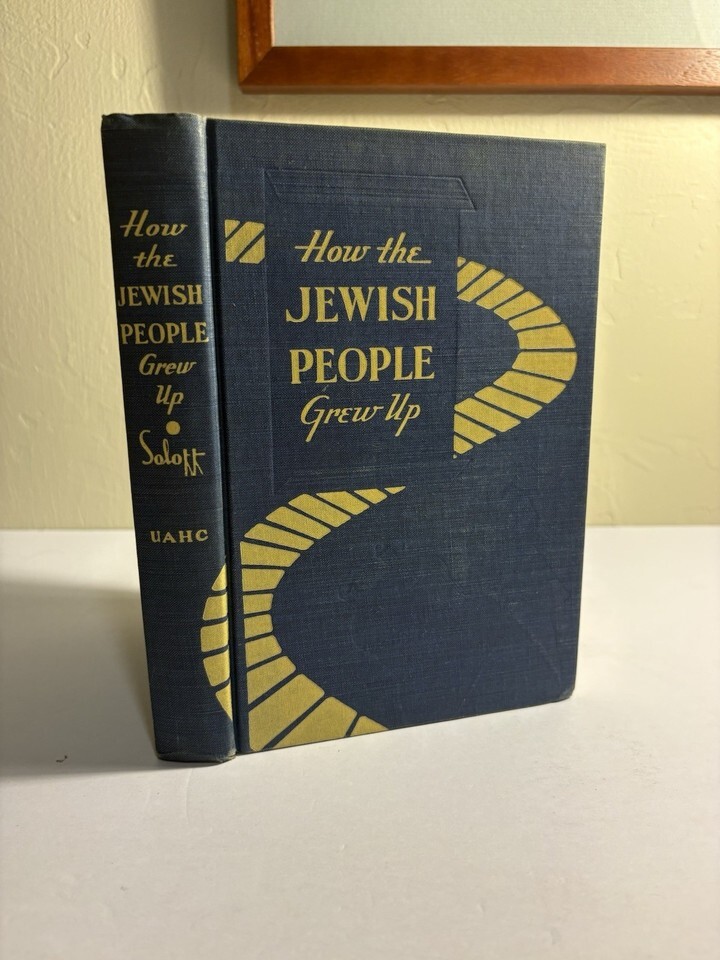 How
the
JEWISH
PEOPLE
Grew
Up
Soloff
UAHC
How the
JEWISH
PEOPLE
Grew Up